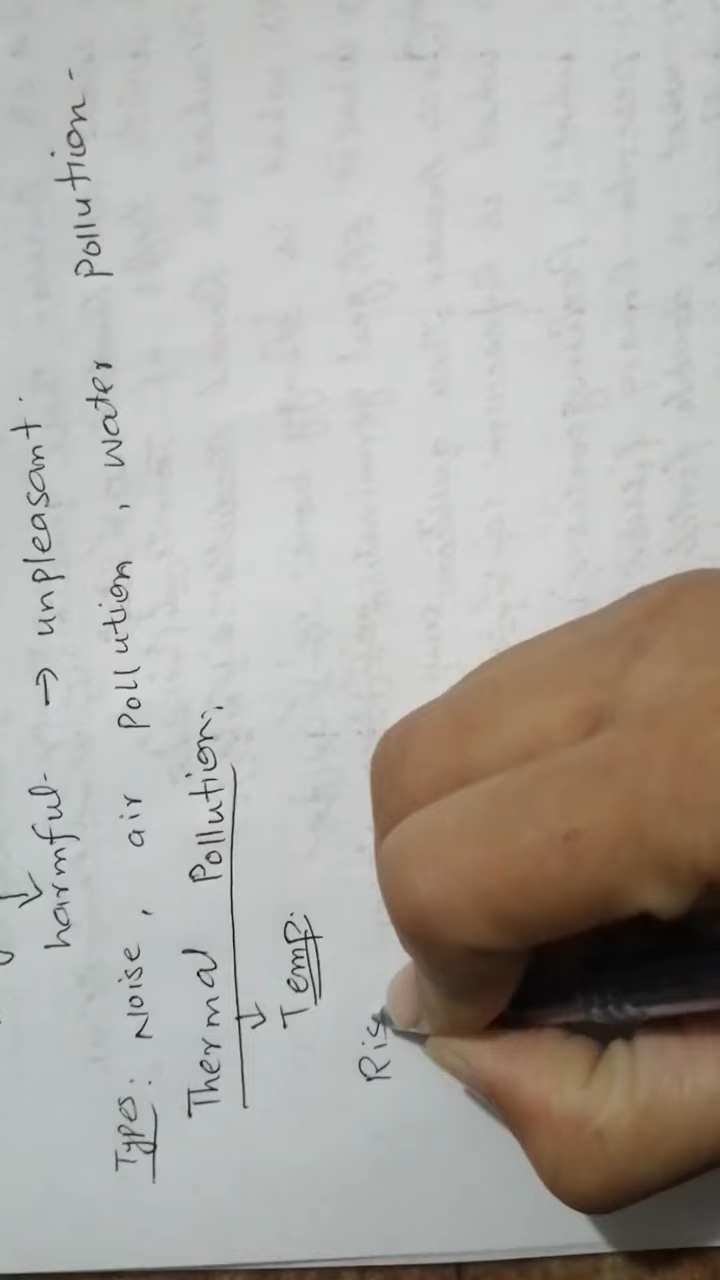 harmful → unpleasant.
Types: Noise, air pollution, water pollution.
Thermal Pollution,
Temp.
Ris